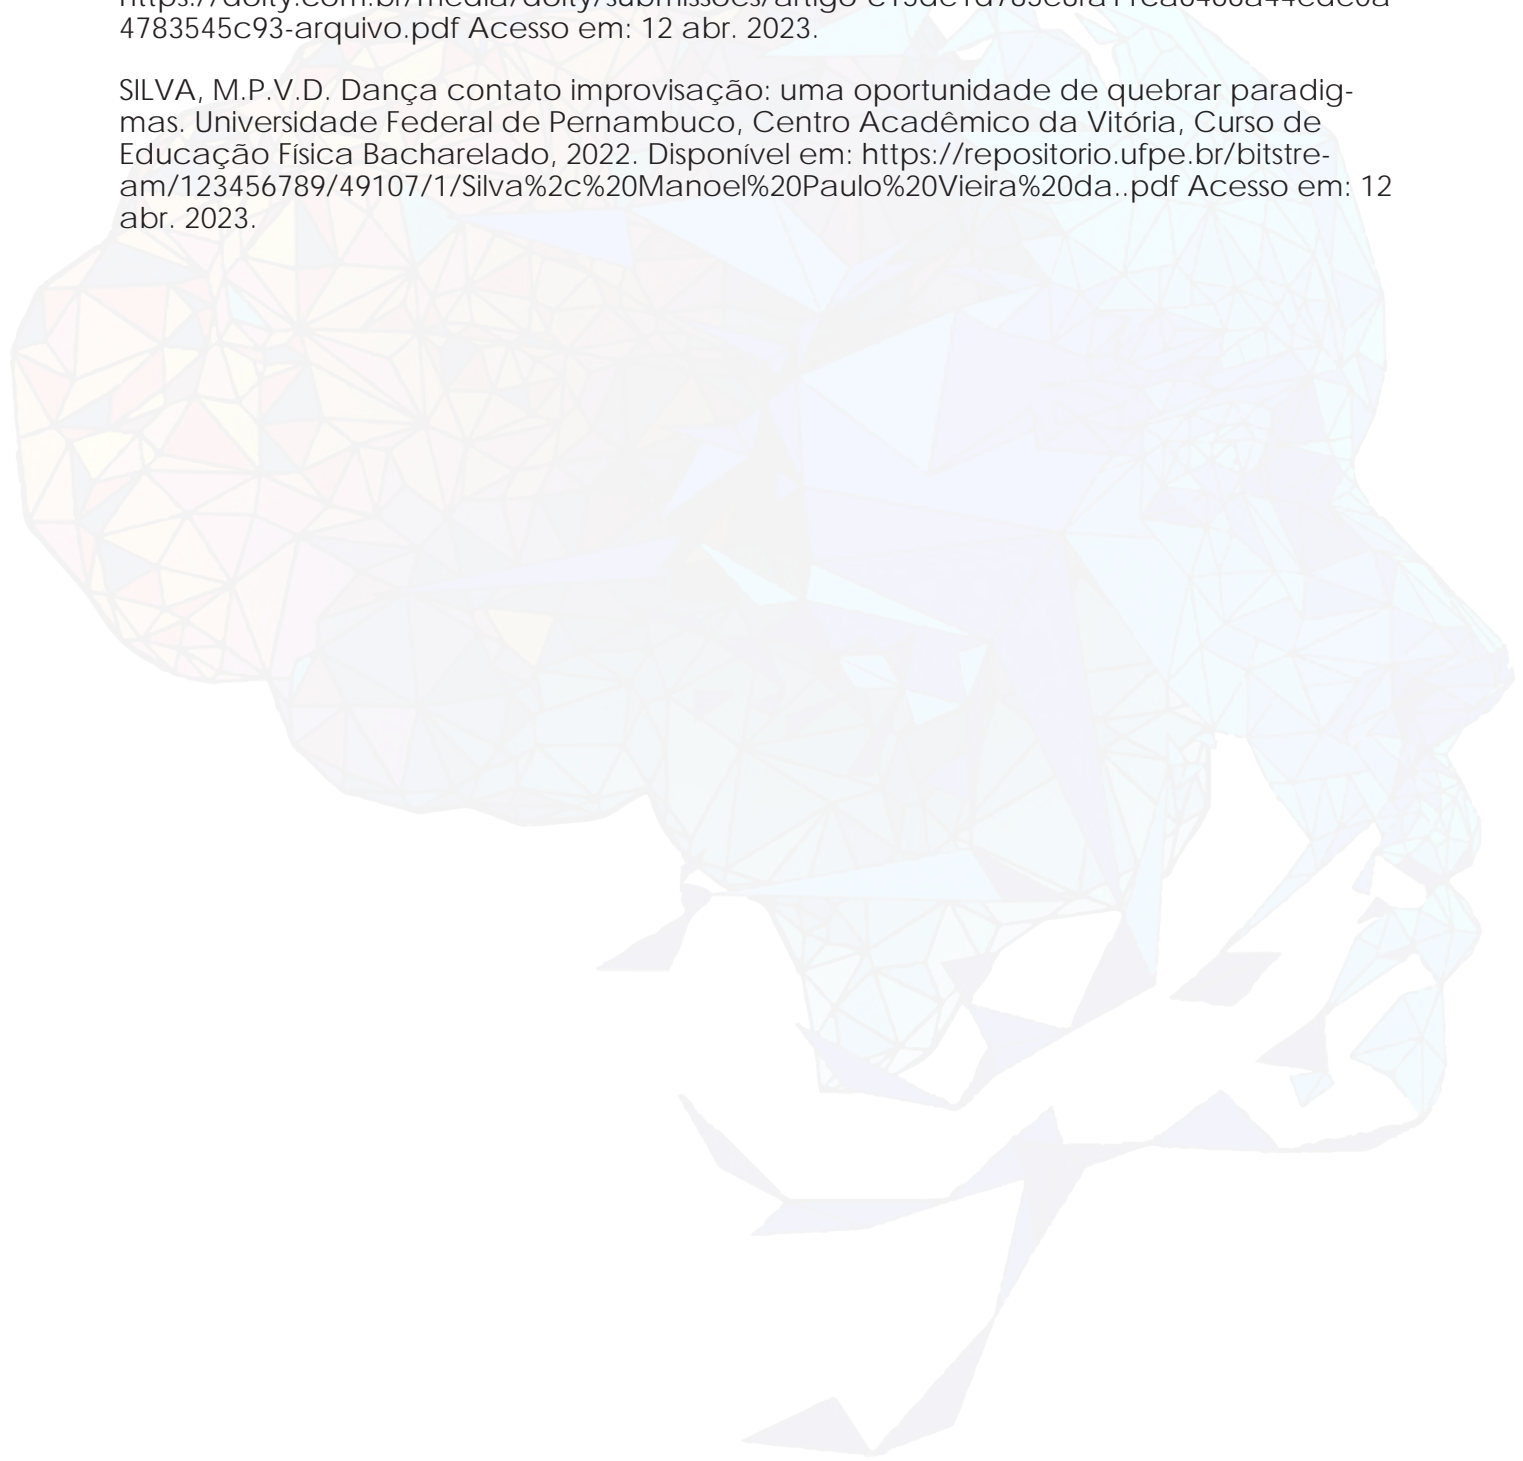 4783545c93-arquivo.pdf Acesso em: 12 abr. 2023.
SILVA, M.P.V.D. Dança contato improvisação: uma oportunidade de quebrar paradig-
mas. Universidade Federal de Pernambuco, Centro Acadêmico da Vitória, Curso de
Educação Física Bacharelado, 2022. Disponível em: https://repositorio.ufpe.br/bitstre-
am/123456789/49107/1/Silva%2c%20Manoel%20Paulo%20Vieira%20da..pdf Acesso em: 12
abr. 2023.